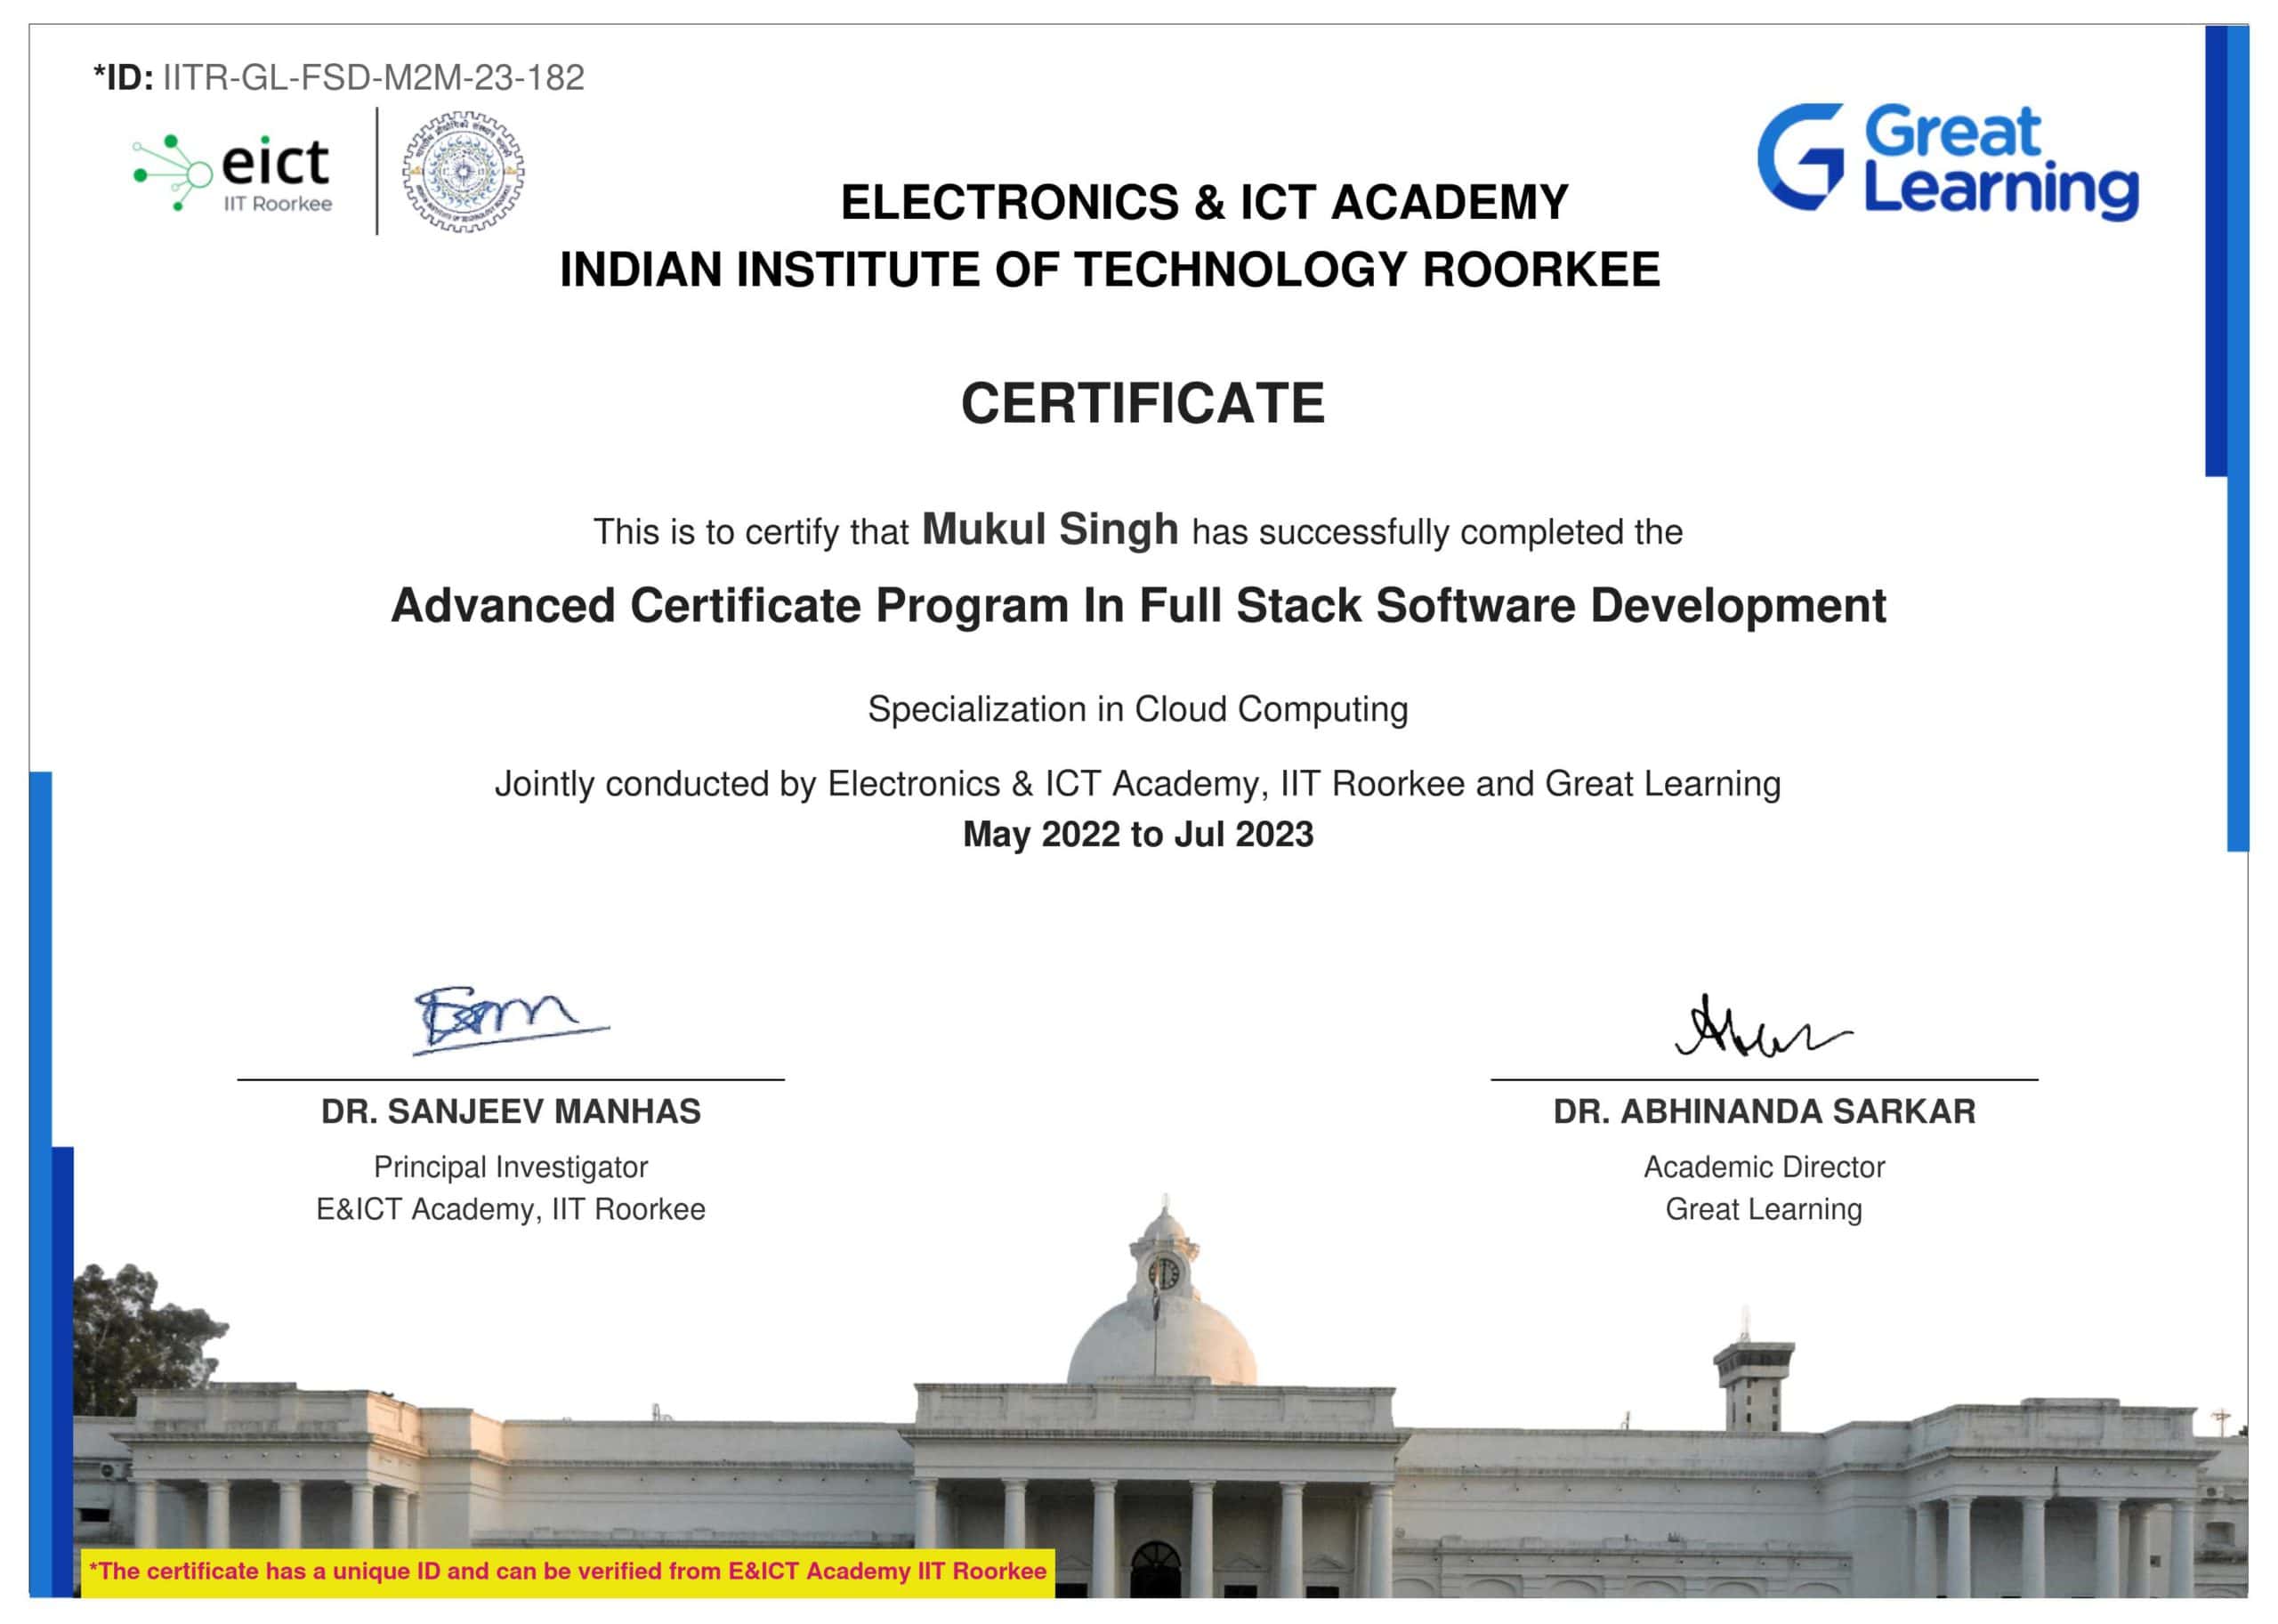 *ID: IITR-GL-FSD-M2M-23-182
eict
IIT Roorkee
Great
Learning
ELECTRONICS & ICT ACADEMY
INDIAN INSTITUTE OF TECHNOLOGY ROORKEE
CERTIFICATE
This is to certify that Mukul Singh has successfully completed the
Advanced Certificate Program In Full Stack Software Development
Specialization in Cloud Computing
Jointly conducted by Electronics & ICT Academy, IIT Roorkee and Great Learning
May 2022 to Jul 2023
DR. SANJEEV MANHAS
Principal Investigator
E&ICT Academy, IIT Roorkee
DR. ABHINANDA SARKAR
Academic Director
Great Learning
*The certificate has a unique ID and can be verified from E&ICT Academy IIT Roorkee